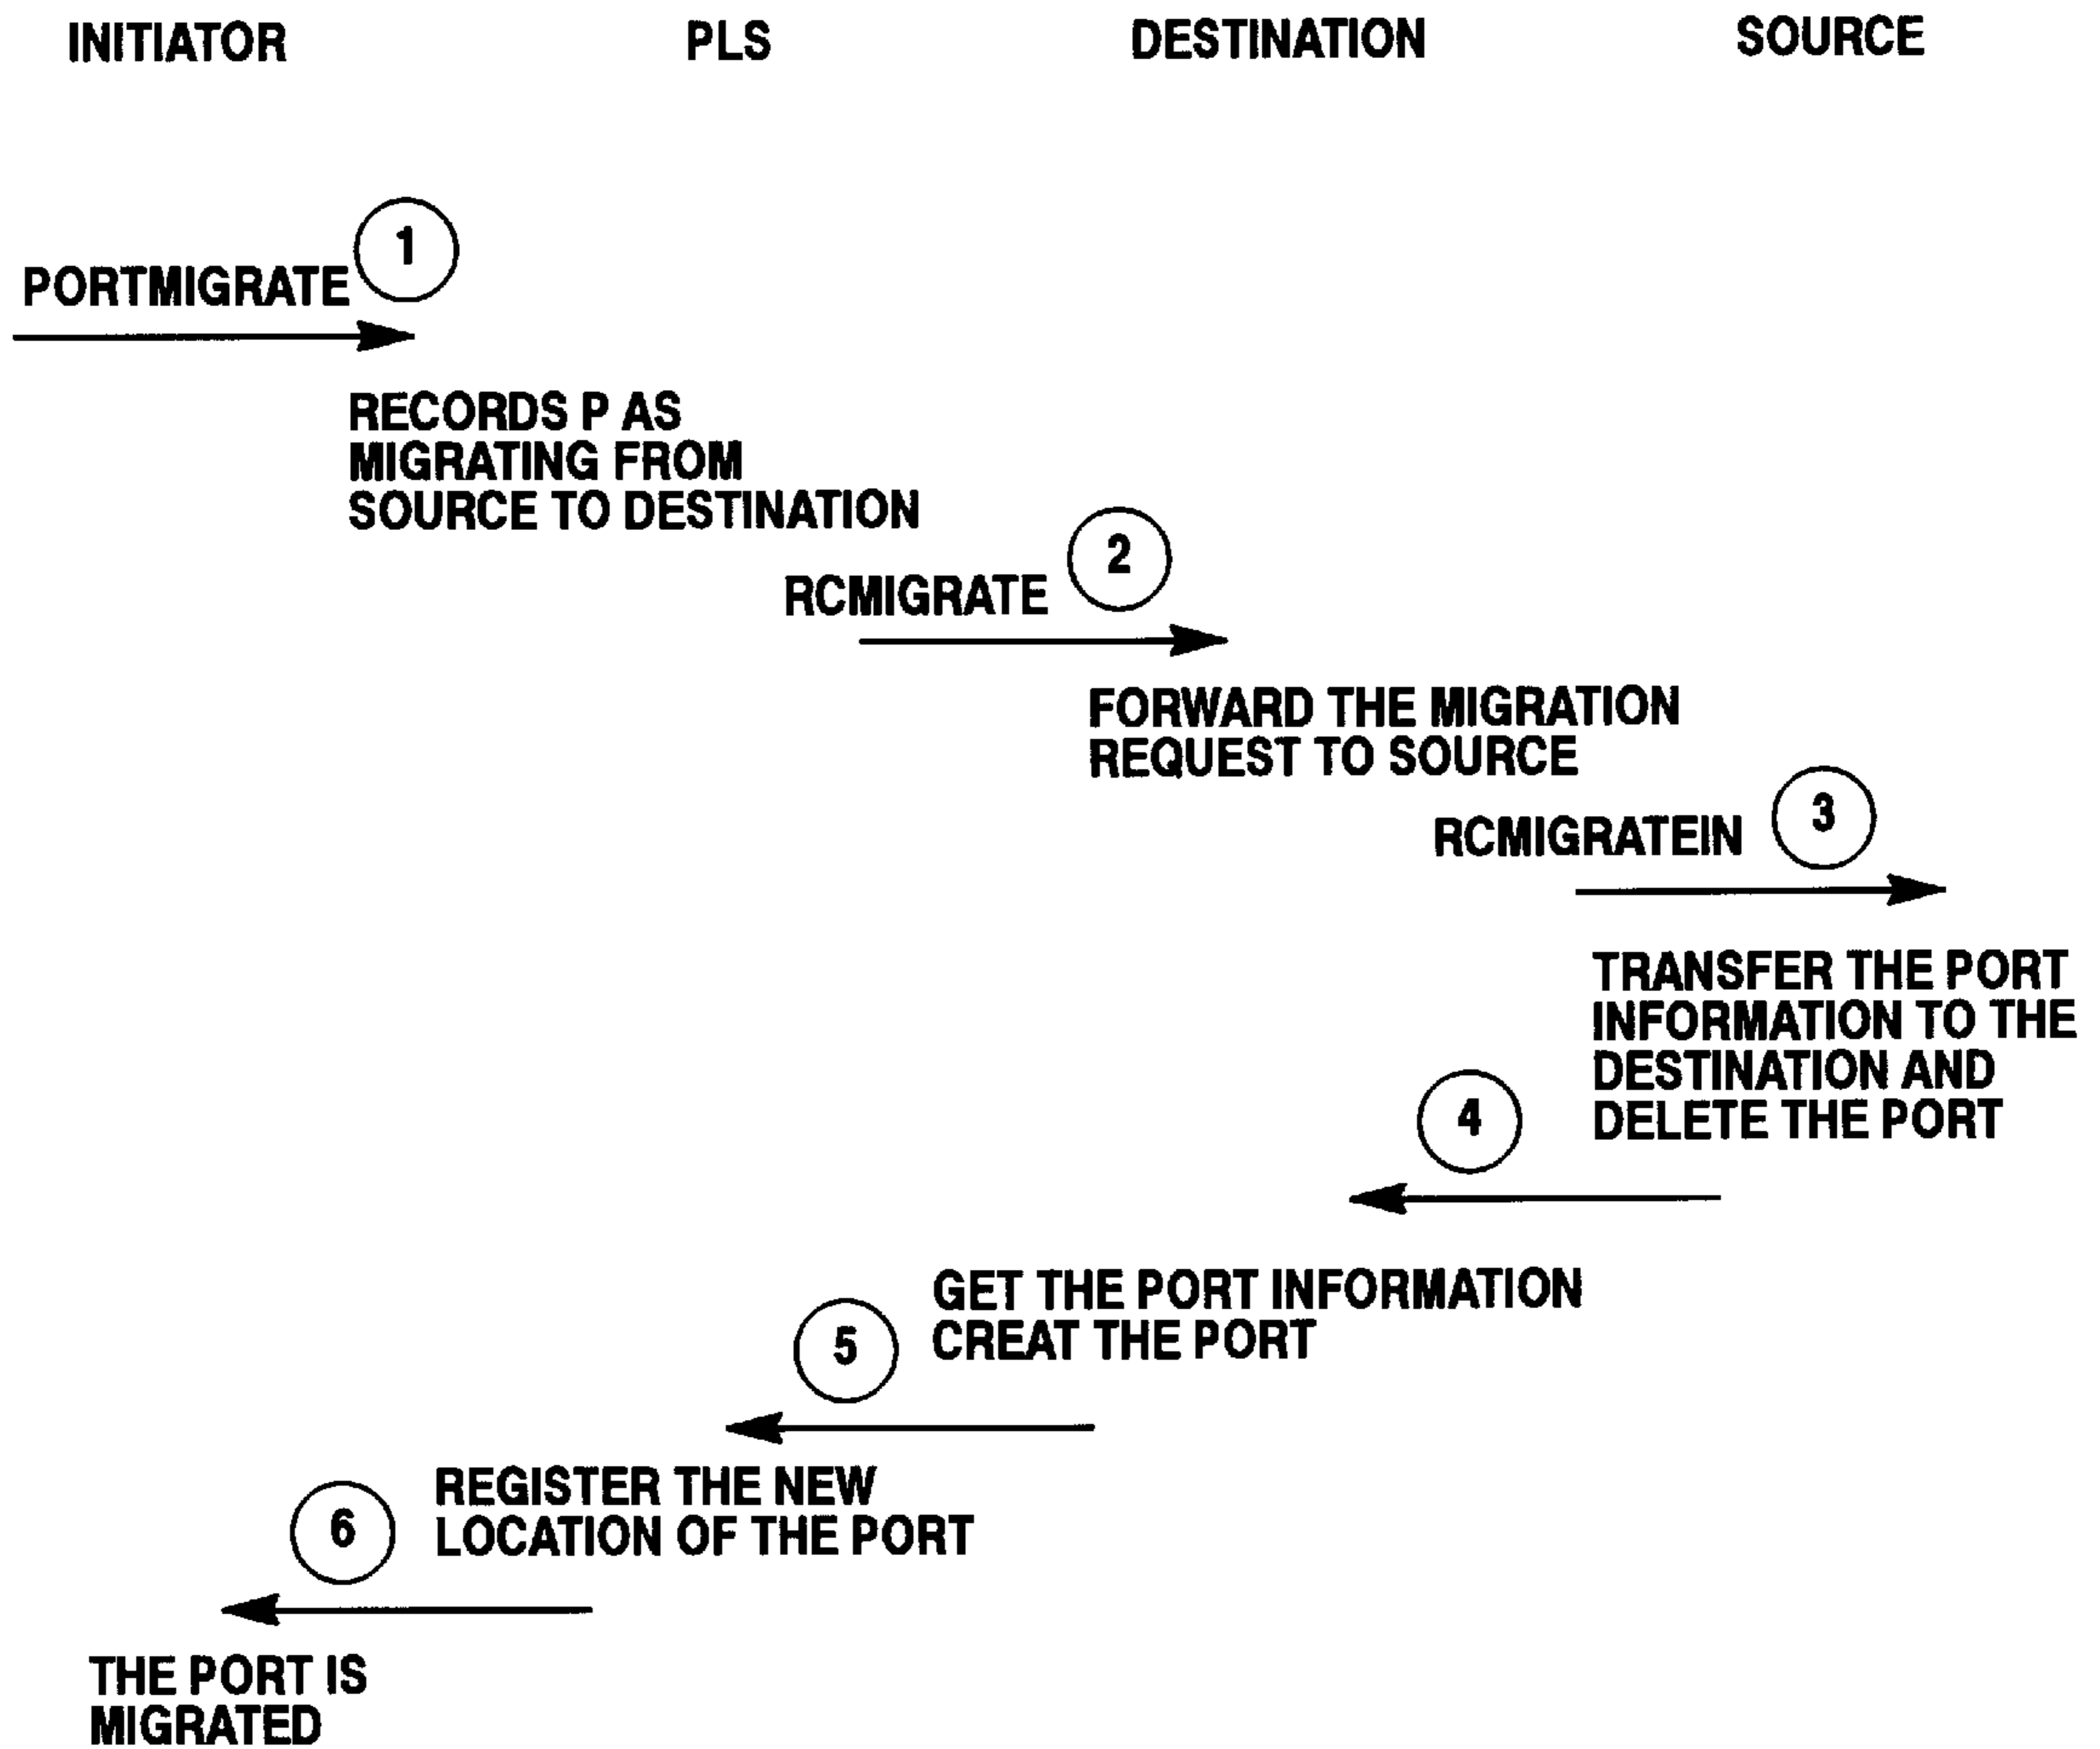 INITIATOR PLS DESTINATION SOURCE
1
PORTMIGRATE
RECORDS P AS
MIGRATING FROM
SOURCE TO DESTINATION
2
RCMIGRATE
FORWARD THE MIGRATION
REQUEST TO SOURCE
3
RCMIGRATEIN
TRANSFER THE PORT
INFORMATION TO THE
DESTINATION AND
DELETE THE PORT
4
GET THE PORT INFORMATION
CREAT THE PORT
5
REGISTER THE NEW
LOCATION OF THE PORT
6
THE PORT IS
MIGRATED